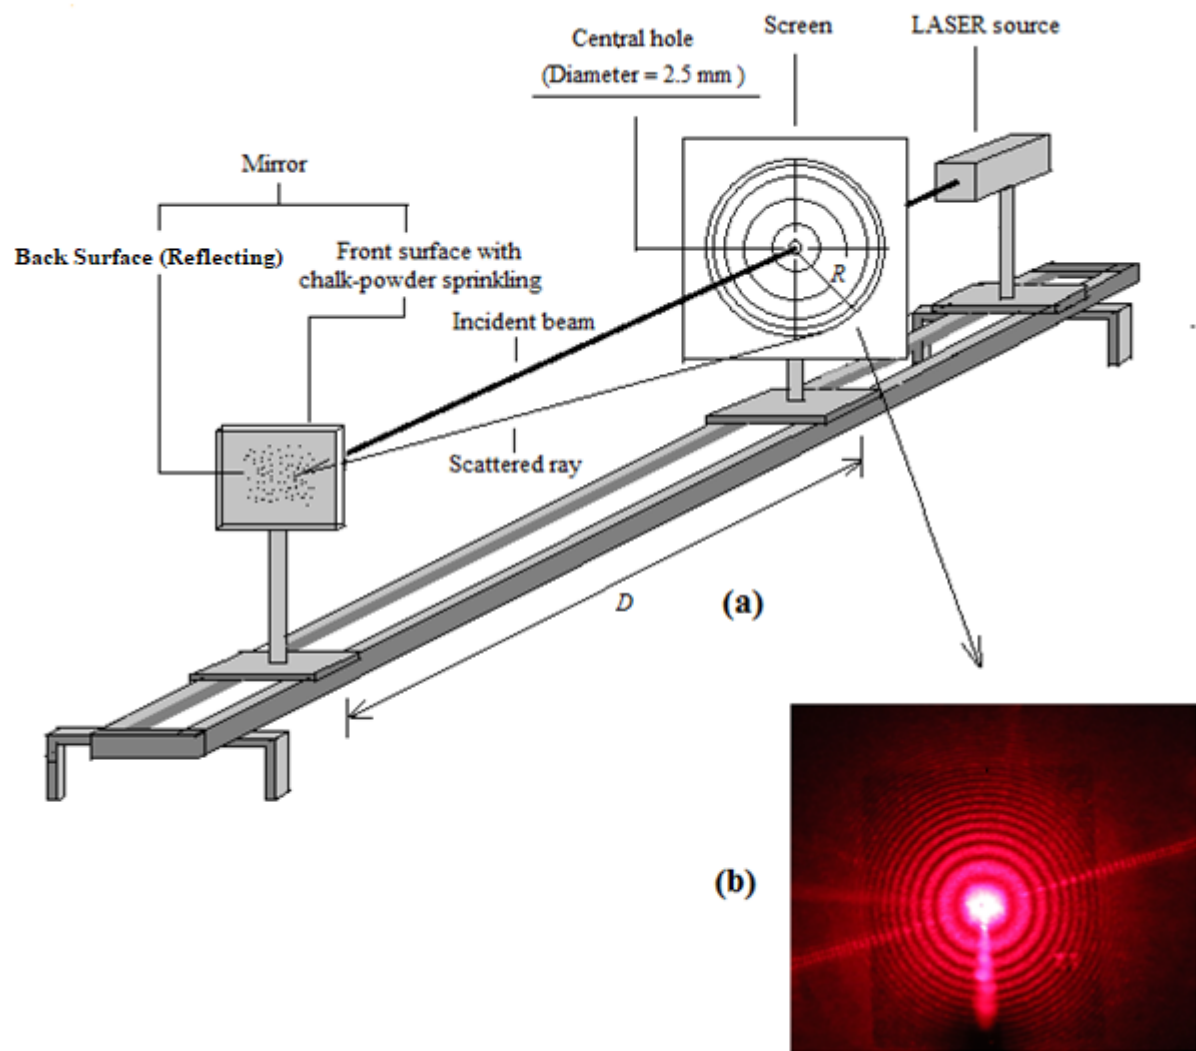 Screen
LASER source
Central hole
(Diameter = 2.5 mm )
Mirror
Back Surface (Reflecting)
Front surface with
chalk-powder sprinkling
R
Incident beam
Scattered ray
D
(a)
(b)